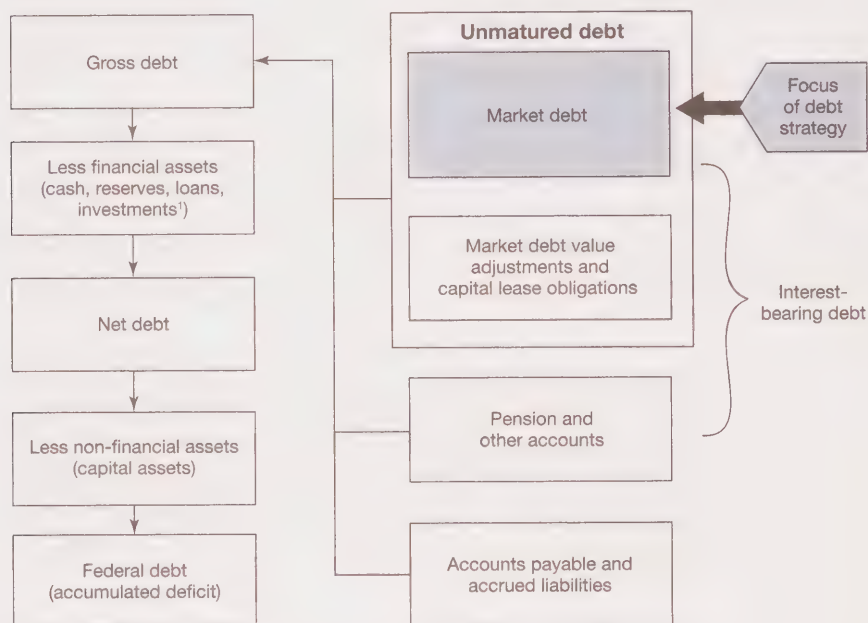 Gross debt
Less financial assets
(cash, reserves, loans,
investments¹)
Net debt
Less non-financial assets
(capital assets)
Federal debt
(accumulated deficit)
Unmatured debt
Market debt
Market debt value
adjustments and
capital lease obligations
Pension and
other accounts
Accounts payable and
accrued liabilities
Focus
of debt
strategy
Interest-
bearing debt